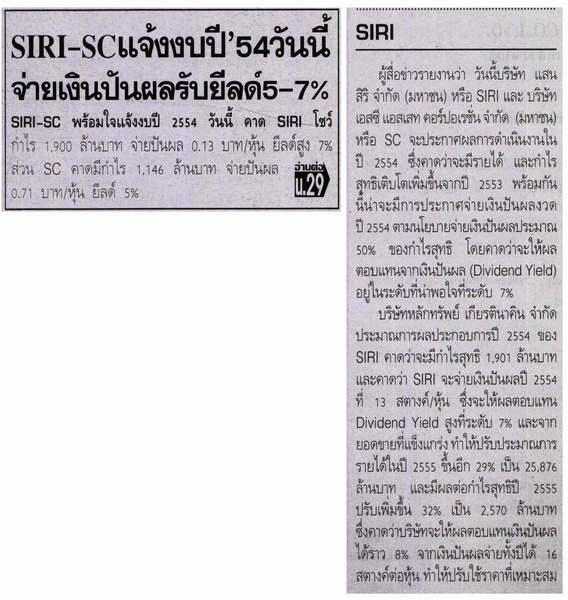 SIRI-SCแจ้งงบปี'54วันนี้
จ่ายเงินปันผลรับยีลด์5-7%
SIRI-SC พร้อมใจแจ้งงบปี 2554 วันนี้ คาด SIRI โชว์
กำไร 1,900 ล้านบาท จ่ายปันผล 0.13 บาท/หุ้น ยีลด์สูง 7%
ส่วน SC คาดมีกำไร 1,146 ล้านบาท จ่ายปันผล
0.71 บาท/หุ้น ยีลด์ 5%
อ่านต่อ
น.29
SIRI
ผู้สื่อข่าวรายงานว่า วันนี้บริษัท แสน
สิริ จำกัด (มหาชน) หรือ SIRI และ บริษัท
เอสซี แอสเสท คอร์ปอเรชั่น จำกัด (มหาชน)
หรือ SC จะประกาศผลการดำเนินงานใน
ปี 2554 ซึ่งคาดว่าจะมีรายได้ และกำไร
สุทธิเติบโตเพิ่มขึ้นจากปี 2553 พร้อมกัน
นี้น่าจะมีการประกาศจ่ายเงินปันผลงวด
ปี 2554 ตามนโยบายจ่ายเงินปันผลประมาณ
50% ของกำไรสุทธิ โดยคาดว่าจะให้ผล
ตอบแทนจากเงินปันผล (Dividend Yield)
อยู่ในระดับที่น่าพอใจที่ระดับ 7%
บริษัทหลักทรัพย์ เกียรตินาคิน จำกัด
ประมาณการผลประกอบการปี 2554 ของ
SIRI คาดว่าจะมีกำไรสุทธิ 1,901 ล้านบาท
และคาดว่า SIRI จะจ่ายเงินปันผลปี 2554
ที่ 13 สตางค์/หุ้น ซึ่งจะให้ผลตอบแทน
Dividend Yield สูงที่ระดับ 7% และจาก
ยอดขายที่แข็งแกร่ง ทำให้ปรับประมาณการ
รายได้ในปี 2555 ขึ้นอีก 29% เป็น 25,876
ล้านบาท และมีผลต่อกำไรสุทธิปี 2555
ปรับเพิ่มขึ้น 32% เป็น 2,570 ล้านบาท
ซึ่งคาดว่าบริษัทจะให้ผลตอบแทนเงินปันผล
ได้ราว 8% จากเงินปันผลจ่ายทั้งปีได้ 16
สตางค์ต่อหุ้น ทำให้ปรับใช้ราคาที่เหมาะสม